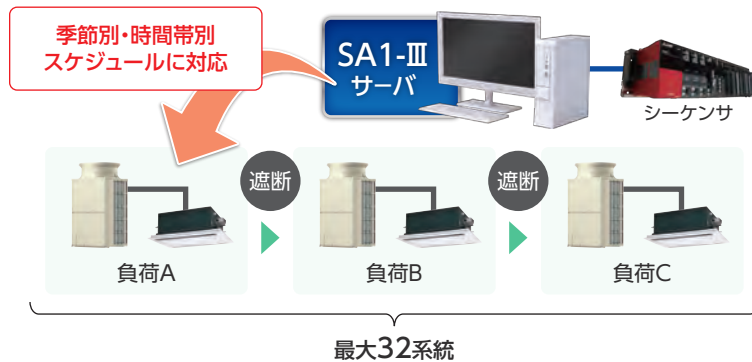 季節別・時間帯別
スケジュールに対応
SA1-Ⅲ
サーバ
シーケンサ
遮断
遮断
負荷A
負荷B
負荷C
最大32系統